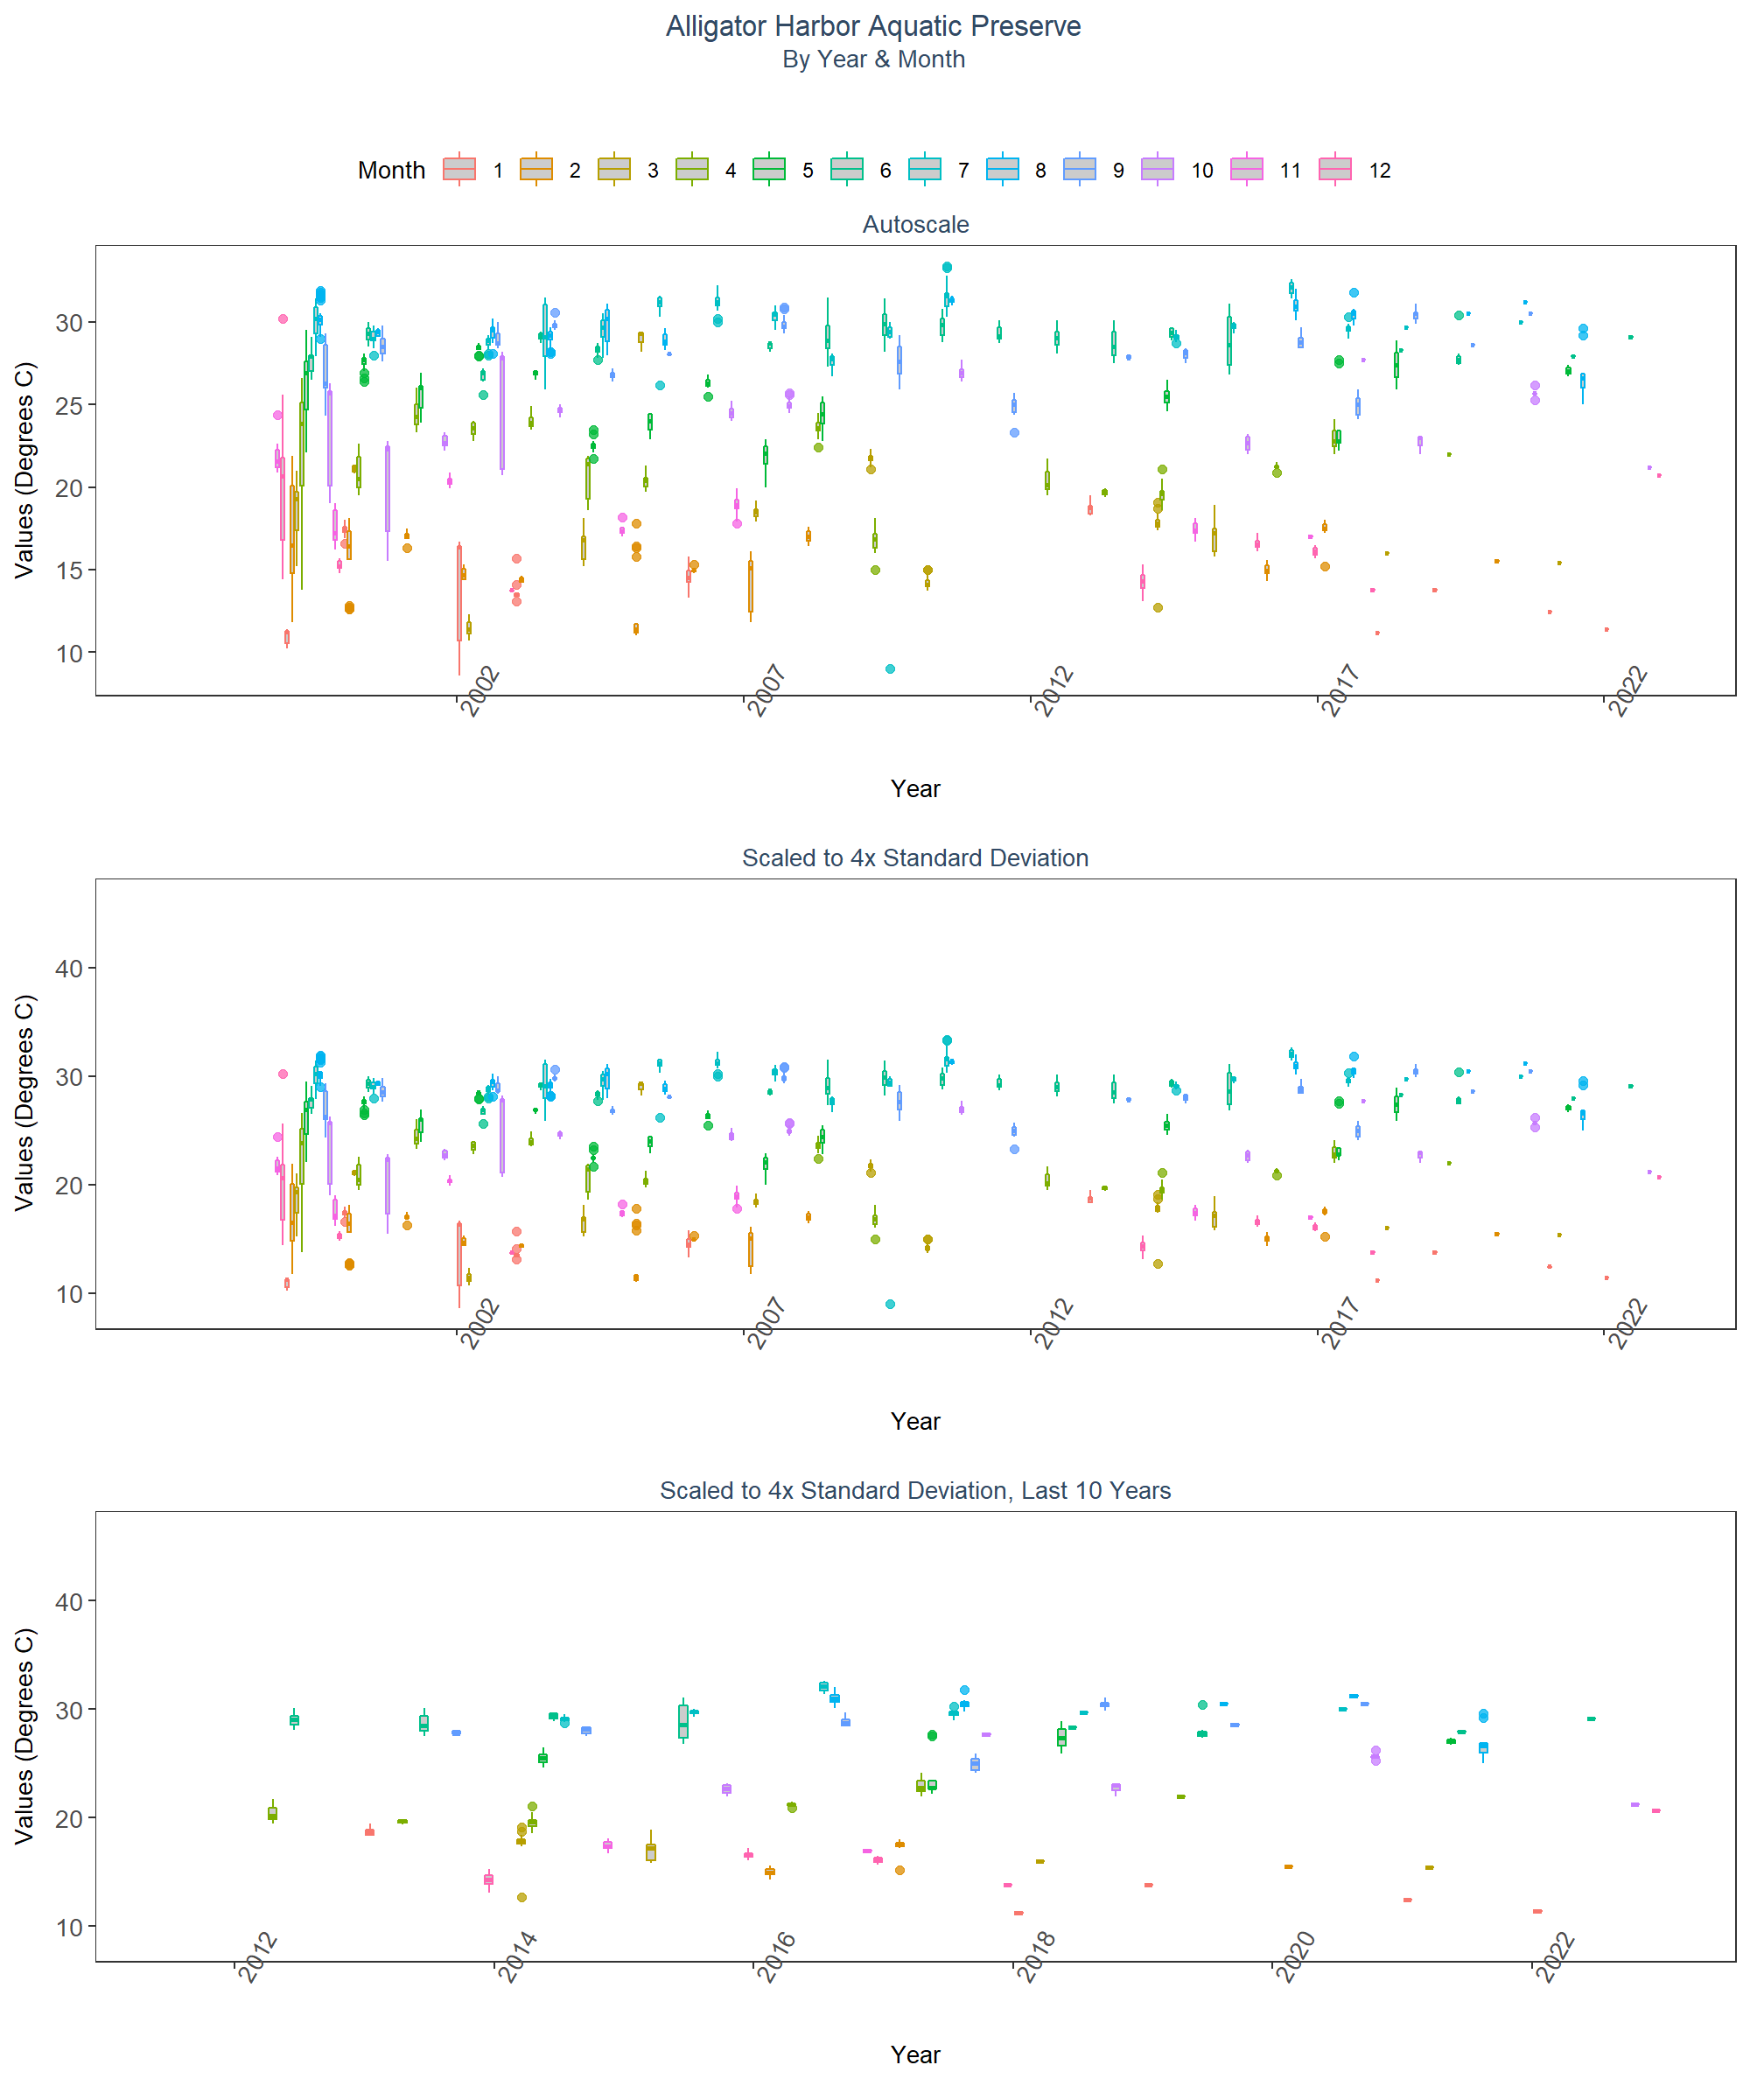 Alligator Harbor Aquatic Preserve
By Year & Month
Month 1 2 3 4 5 6 7 8 9 10 11 12
Autoscale
Values (Degrees C)
30
25
20
15
10
2002 2007 2012 2017 2022
Year
Scaled to 4x Standard Deviation
Values (Degrees C)
40
30
20
10
2002 2007 2012 2017 2022
Year
Scaled to 4x Standard Deviation, Last 10 Years
Values (Degrees C)
40
30
20
10
2012 2014 2016 2018 2020 2022
Year